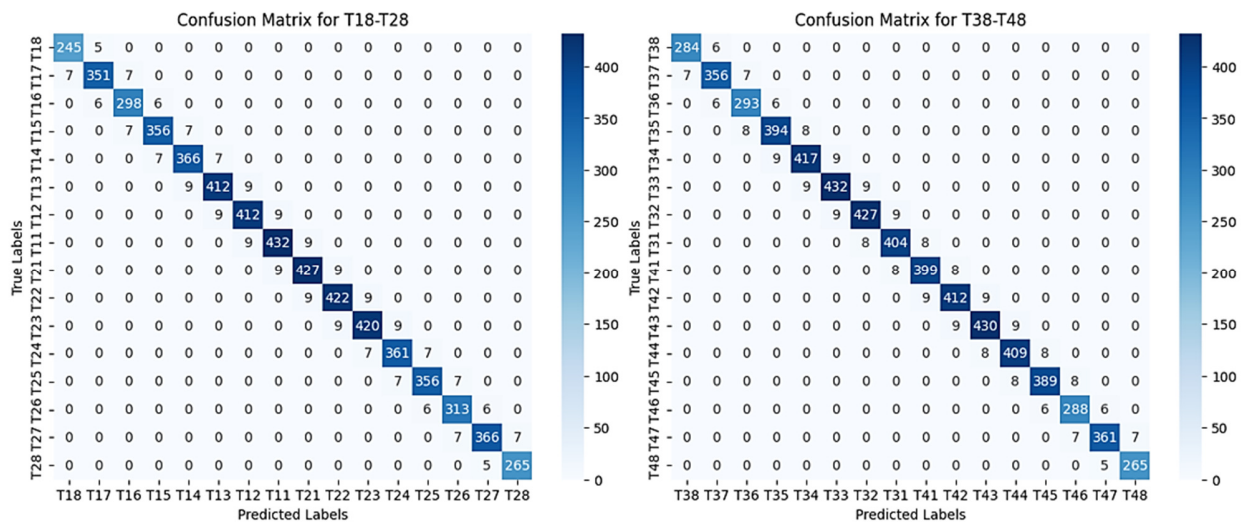 Confusion Matrix for T18-T28
True Labels
T18 245 5 0 0 0 0 0 0 0 0 0 0 0 0 0 0
T17 7 351 7 0 0 0 0 0 0 0 0 0 0 0 0 0
T16 0 6 298 6 0 0 0 0 0 0 0 0 0 0 0 0
T15 0 0 7 356 7 0 0 0 0 0 0 0 0 0 0 0
T14 0 0 0 7 366 7 0 0 0 0 0 0 0 0 0 0
T13 0 0 0 0 9 412 9 0 0 0 0 0 0 0 0 0
T12 0 0 0 0 0 9 412 9 0 0 0 0 0 0 0 0
T11 0 0 0 0 0 0 9 432 9 0 0 0 0 0 0 0
T21 0 0 0 0 0 0 0 9 427 9 0 0 0 0 0 0
T22 0 0 0 0 0 0 0 0 9 422 9 0 0 0 0 0
T23 0 0 0 0 0 0 0 0 0 9 420 9 0 0 0 0
T24 0 0 0 0 0 0 0 0 0 0 7 361 7 0 0 0
T25 0 0 0 0 0 0 0 0 0 0 0 7 356 7 0 0
T26 0 0 0 0 0 0 0 0 0 0 0 0 6 313 6 0
T27 0 0 0 0 0 0 0 0 0 0 0 0 0 7 366 7
T28 0 0 0 0 0 0 0 0 0 0 0 0 0 0 5 265
T18 T17 T16 T15 T14 T13 T12 T11 T21 T22 T23 T24 T25 T26 T27 T28
Predicted Labels
400
350
300
250
200
150
100
50
0
Confusion Matrix for T38-T48
True Labels
T38 284 6 0 0 0 0 0 0 0 0 0 0 0 0 0 0
T37 7 356 7 0 0 0 0 0 0 0 0 0 0 0 0 0
T36 0 6 293 6 0 0 0 0 0 0 0 0 0 0 0 0
T35 0 0 8 394 8 0 0 0 0 0 0 0 0 0 0 0
T34 0 0 0 9 417 9 0 0 0 0 0 0 0 0 0 0
T33 0 0 0 0 9 432 9 0 0 0 0 0 0 0 0 0
T32 0 0 0 0 0 9 427 9 0 0 0 0 0 0 0 0
T31 0 0 0 0 0 0 8 404 8 0 0 0 0 0 0 0
T41 0 0 0 0 0 0 0 8 399 8 0 0 0 0 0 0
T42 0 0 0 0 0 0 0 0 9 412 9 0 0 0 0 0
T43 0 0 0 0 0 0 0 0 0 9 430 9 0 0 0 0
T44 0 0 0 0 0 0 0 0 0 0 8 409 8 0 0 0
T45 0 0 0 0 0 0 0 0 0 0 0 8 389 8 0 0
T46 0 0 0 0 0 0 0 0 0 0 0 0 6 288 6 0
T47 0 0 0 0 0 0 0 0 0 0 0 0 0 7 361 7
T48 0 0 0 0 0 0 0 0 0 0 0 0 0 0 5 265
T38 T37 T36 T35 T34 T33 T32 T31 T41 T42 T43 T44 T45 T46 T47 T48
Predicted Labels
400
350
300
250
200
150
100
50
0